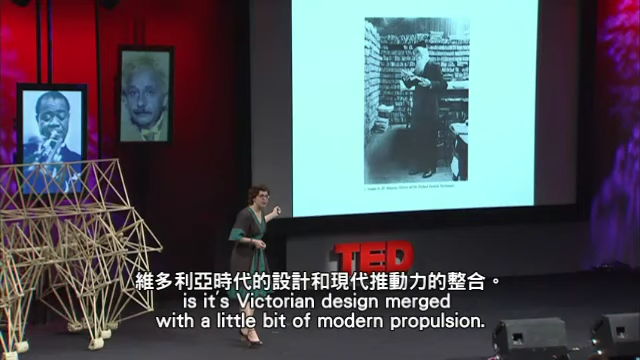 TED
維多利亞時代的設計和現代推動力的整合。
is it's Victorian design merged
with a little bit of modern propulsion.